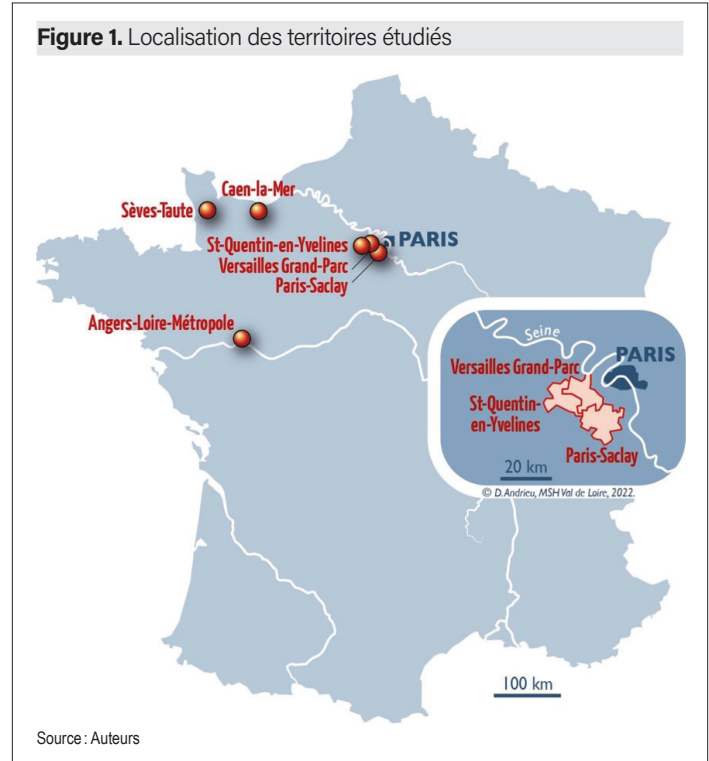 Figure 1. Localisation des territoires étudiés
Caen-la-Mer
Sèves-Taute
St-Quentin-en-Yvelines
PARIS
Versailles Grand-Parc
Paris-Saclay
Angers-Loire-Métropole
Seine
PARIS
Versailles Grand-Parc
St-Quentin-
en-Yvelines
Paris-Saclay
20 km
© D. Andrieu, MSH Val de Loire, 2022.
100 km
Source : Auteurs